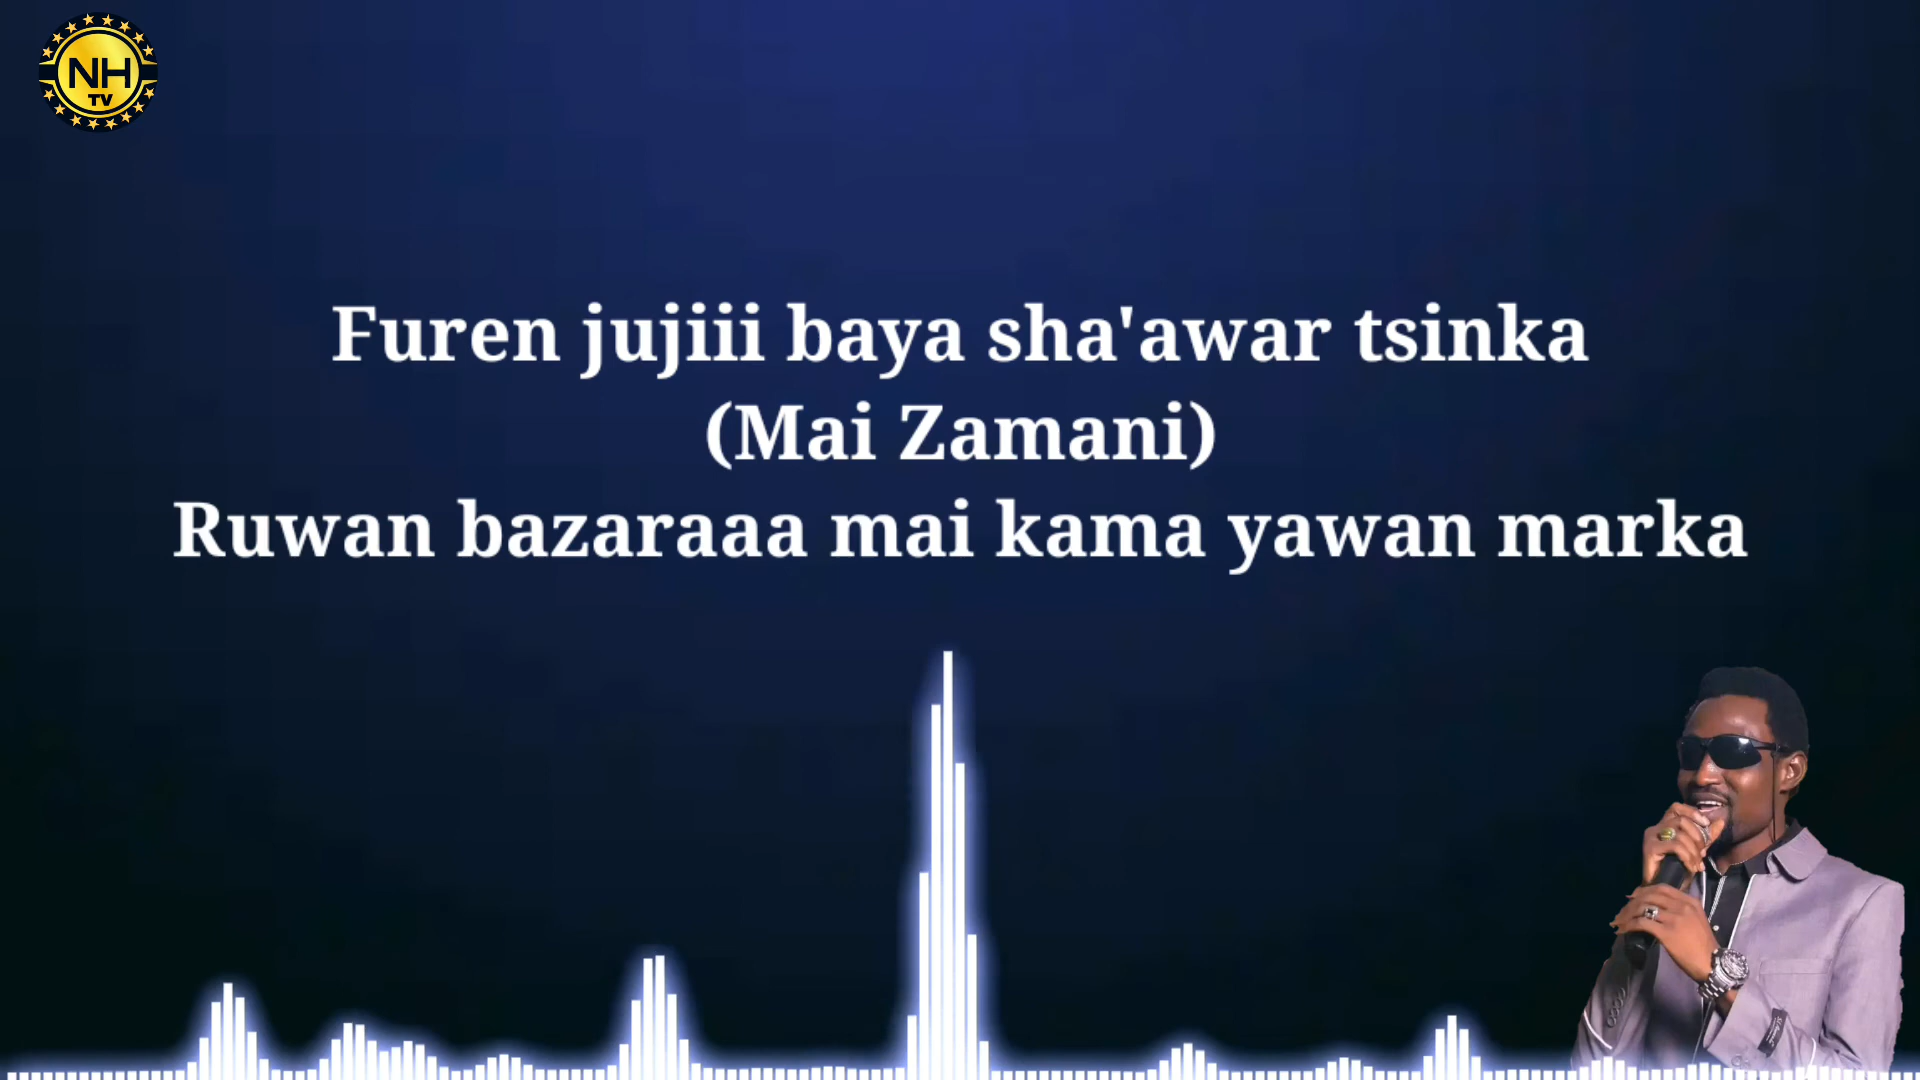 NH
TV
Furen jujiii baya sha'awar tsinka
(Mai Zamani)
Ruwan bazaraaa mai kama yawan marka